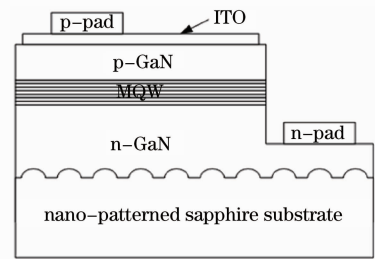 p-pad
ITO
p-GaN
MQW
n-GaN
n-pad
nano-patterned sapphire substrate